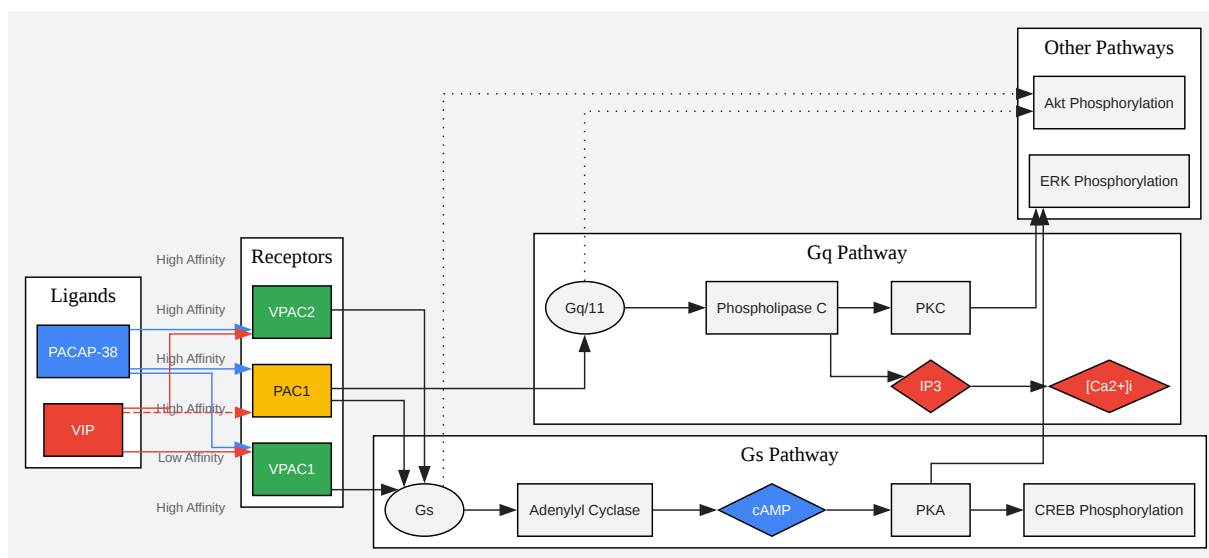 Other Pathways
Akt Phosphorylation
ERK Phosphorylation
Gq Pathway
Gq/11
Phospholipase C
PKC
IP3
[Ca2+]i
Receptors
VPAC2
PAC1
VPAC1
Ligands
PACAP-38
VIP
High Affinity
High Affinity
High Affinity
High Affinity
Low Affinity
High Affinity
Gs Pathway
Gs
Adenylyl Cyclase
cAMP
PKA
CREB Phosphorylation